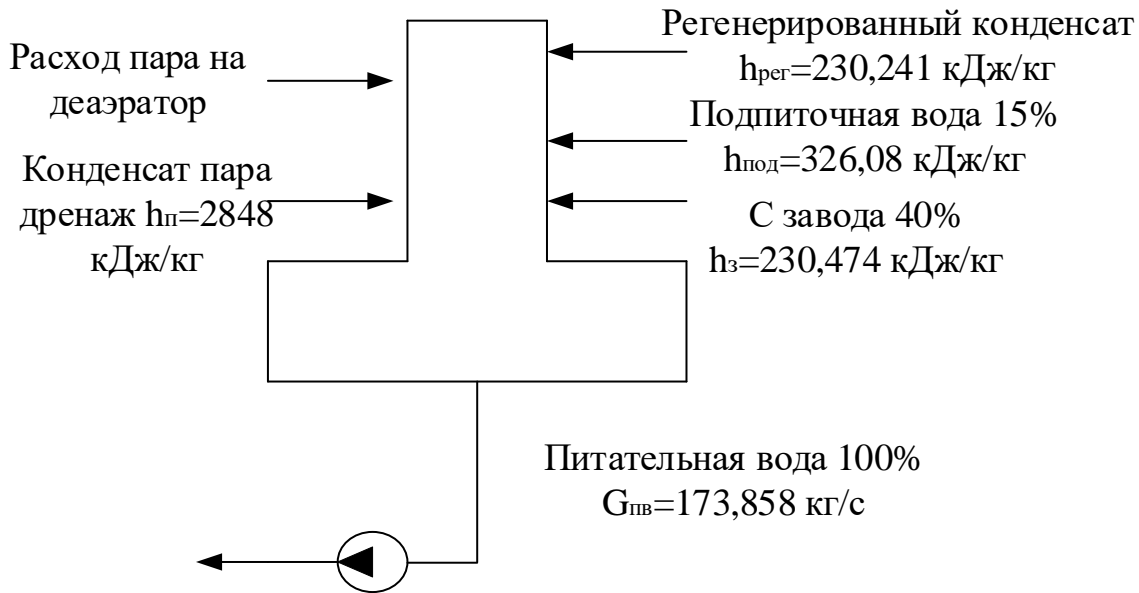 Расход пара на
деаэратор
Конденсат пара
дренаж hп=2848
кДж/кг
Регенерированный конденсат
hрег=230,241 кДж/кг
Подпиточная вода 15%
hпод=326,08 кДж/кг
С завода 40%
hз=230,474 кДж/кг
Питательная вода 100%
Gпв=173,858 кг/с